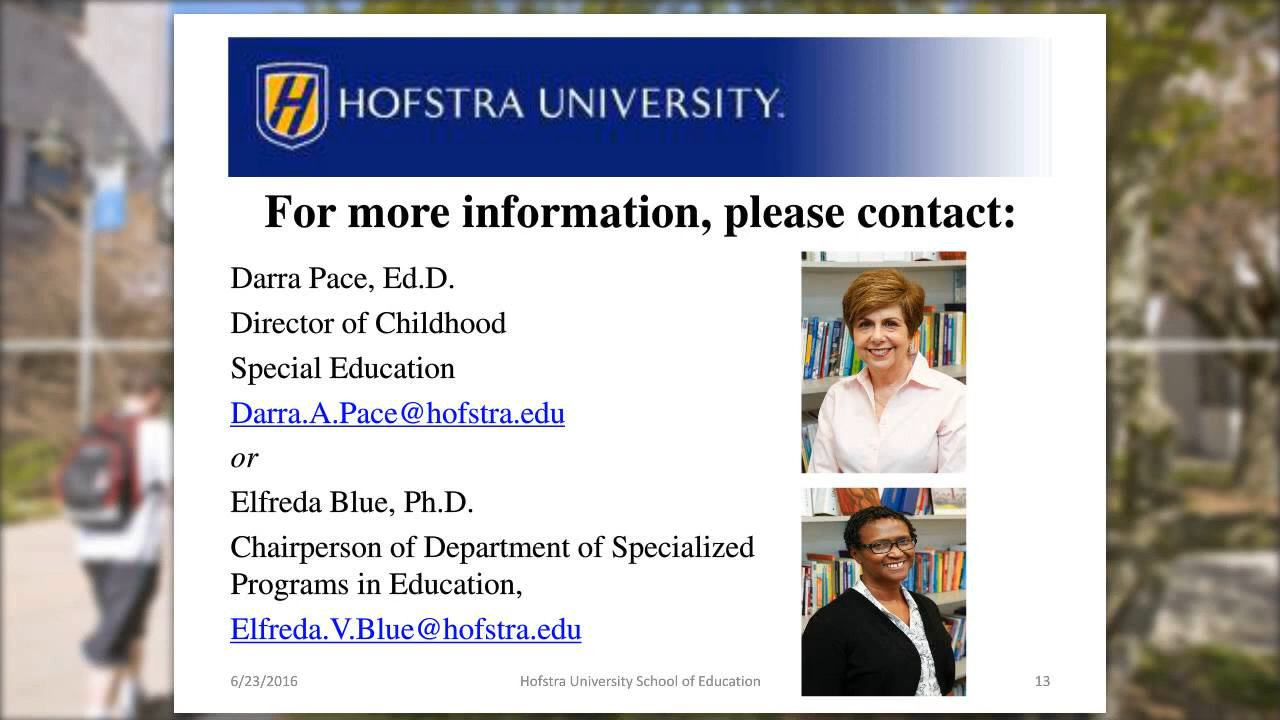 HOFSTRA UNIVERSITY.
For more information, please contact:
Darra Pace, Ed.D.
Director of Childhood
Special Education
Darra.A.Pace@hofstra.edu
or
Elfreda Blue, Ph.D.
Chairperson of Department of Specialized
Programs in Education,
Elfreda.V.Blue@hofstra.edu
6/23/2016 Hofstra University School of Education 13